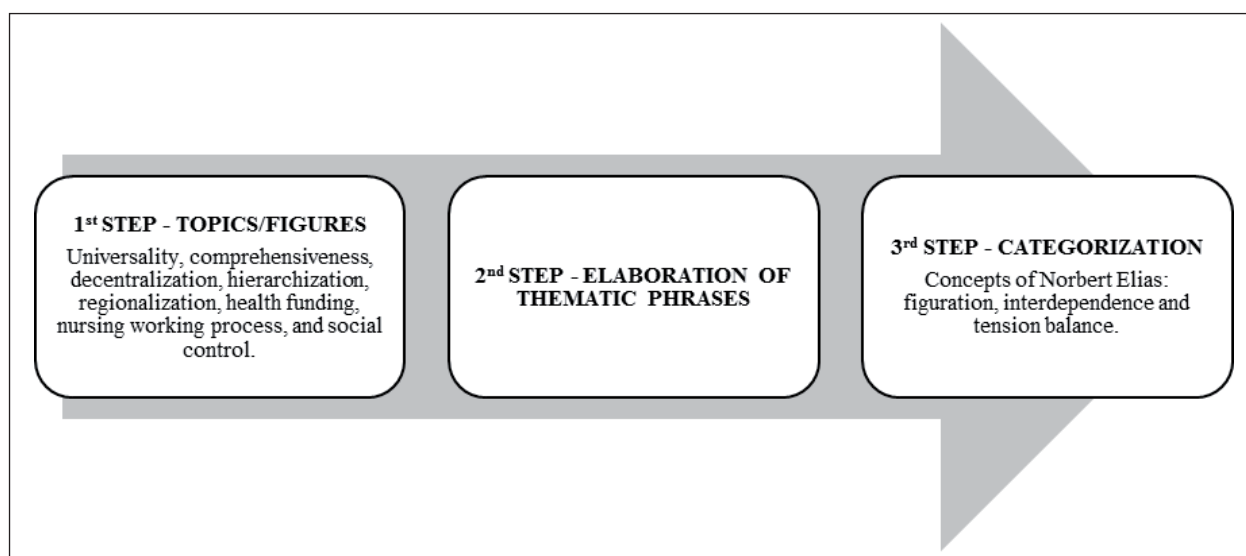 1st STEP - TOPICS/FIGURES
Universality, comprehensiveness,
decentralization, hierarchization,
regionalization, health funding,
nursing working process, and social
control.
2nd STEP - ELABORATION OF
THEMATIC PHRASES
3rd STEP - CATEGORIZATION
Concepts of Norbert Elias:
figuration, interdependence and
tension balance.